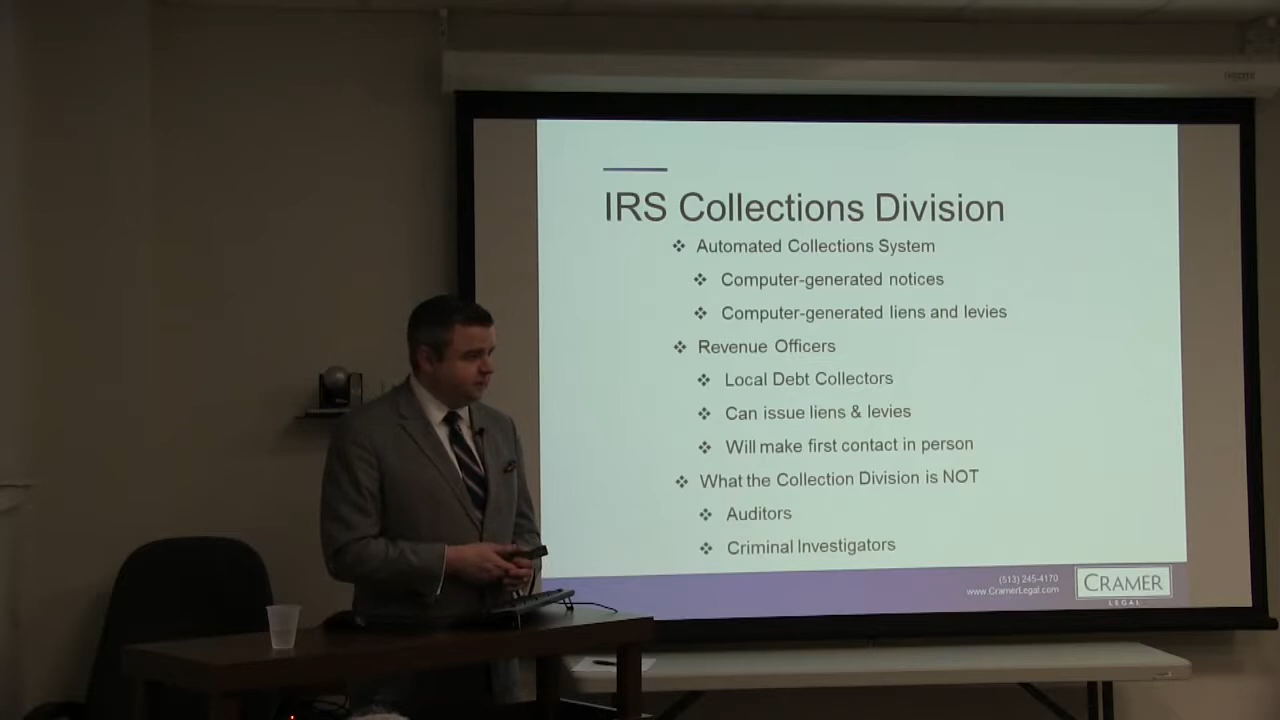 IRS Collections Division
Automated Collections System
Computer-generated notices
Computer-generated liens and levies
Revenue Officers
Local Debt Collectors
Can issue liens & levies
Will make first contact in person
What the Collection Division is NOT
Auditors
Criminal Investigators
(513) 245-4170
www.CramerLegal.com
CRAMER
LEGAL